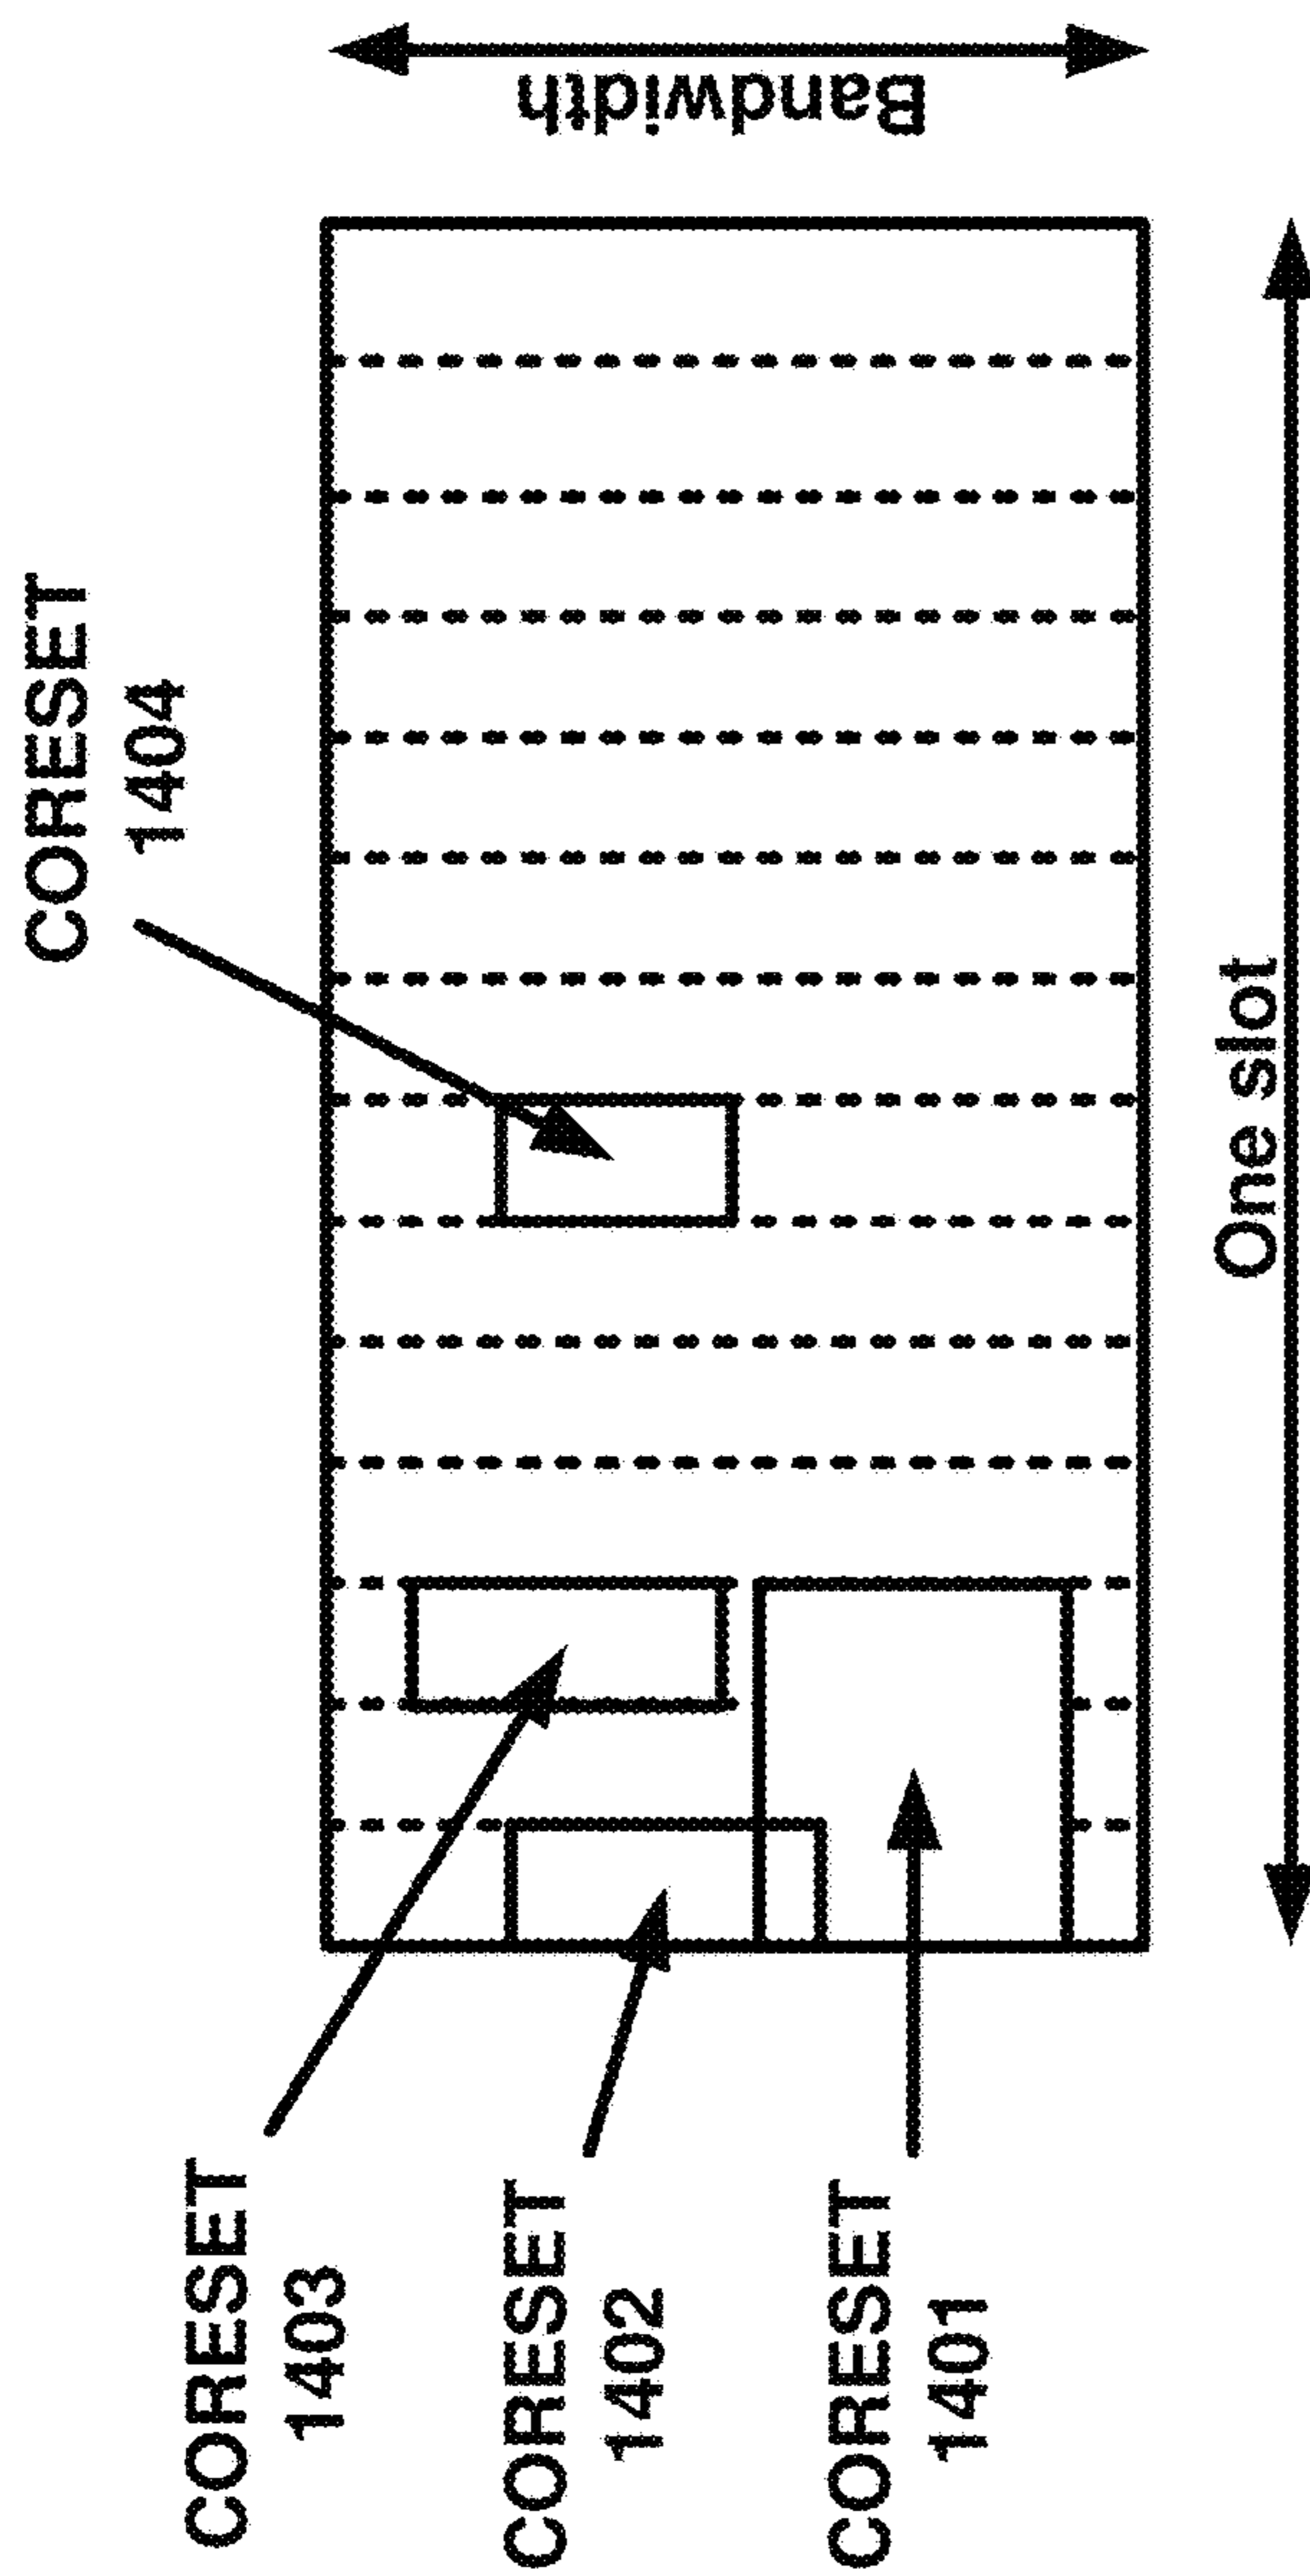 CORESET
1404
Bandwidth
CORESET
1403
CORESET
1402
CORESET
1401
One slot